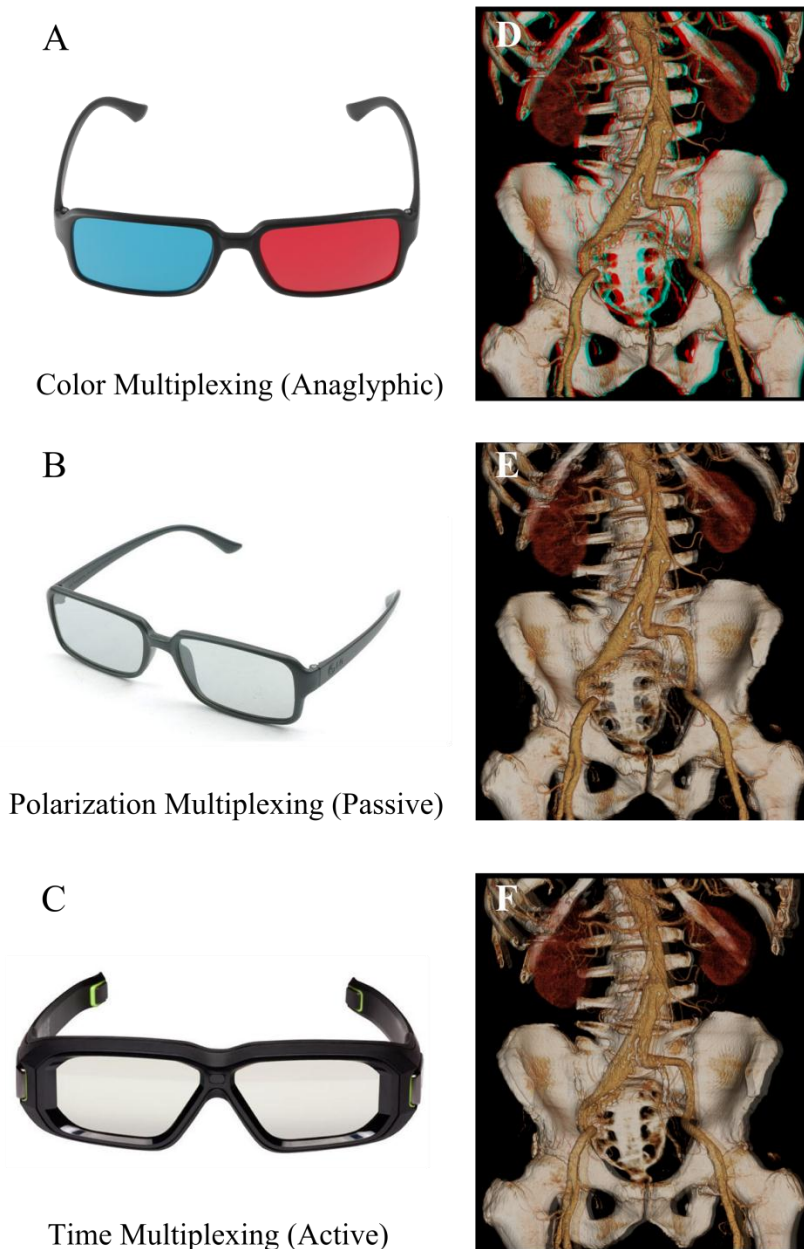 A
D
Color Multiplexing (Anaglyphic)
B
E
Polarization Multiplexing (Passive)
C
F
Time Multiplexing (Active)